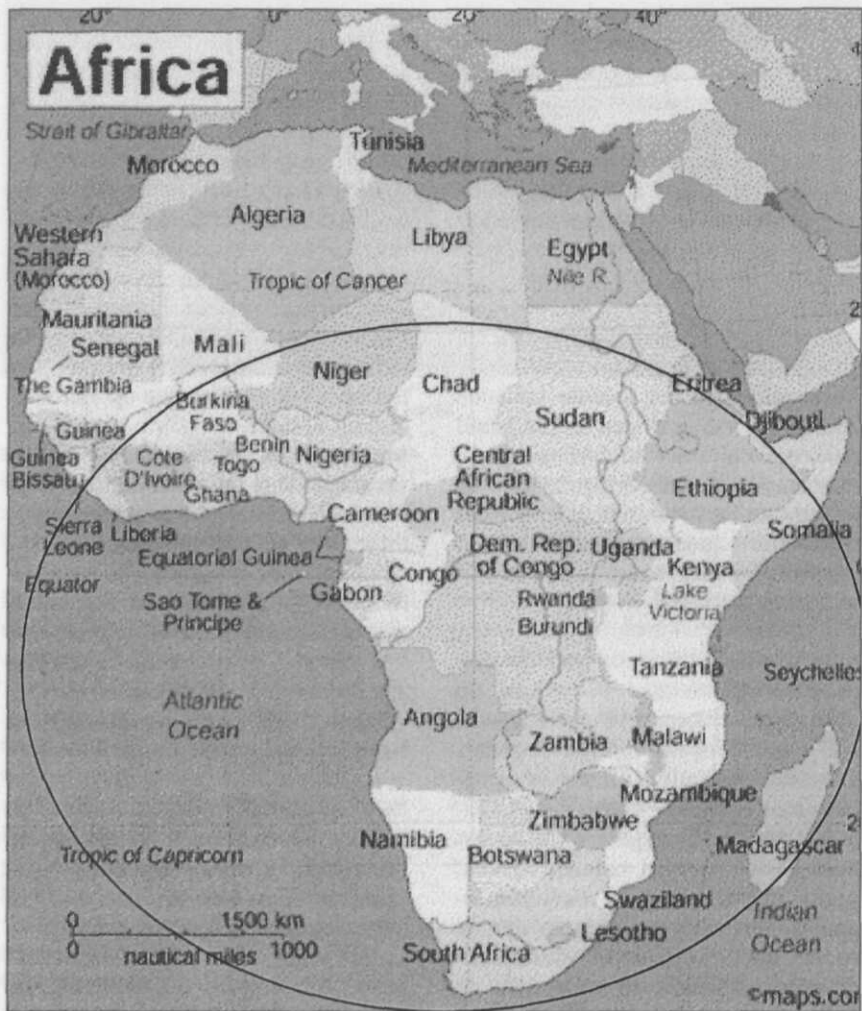 20° 0° 20° 40°
Africa
Strait of Gibraltar
Tunisia
Morocco
Mediterranean Sea
Algeria
Libya
Egypt
Nile R.
Western
Sahara
(Morocco)
Tropic of Cancer
Mauritania
Senegal
Mali
Niger
Chad
Eritrea
The Gambia
Burkina
Faso
Sudan
Djibouti
Guinea
Benin
Nigeria
Guinea
Bissau
Cote
D'Ivoire
Togo
Ghana
Central
African
Republic
Ethiopia
Cameroon
Sierra
Leone
Liberia
Somalia
Equatorial Guinea
Dem. Rep.
of Congo
Uganda
Congo
Kenya
Equator
Gabon
Sao Tome &
Principe
Rwanda
Burundi
Lake
Victoria
Tanzania
Seychelles
Atlantic
Ocean
Angola
Zambia
Malawi
Mozambique
Zimbabwe
Namibia
Madagascar
Botswana
Tropic of Capricorn
Swaziland
Lesotho
Indian
Ocean
0 1500 km
0 nautical miles 1000
South Africa
©maps.com